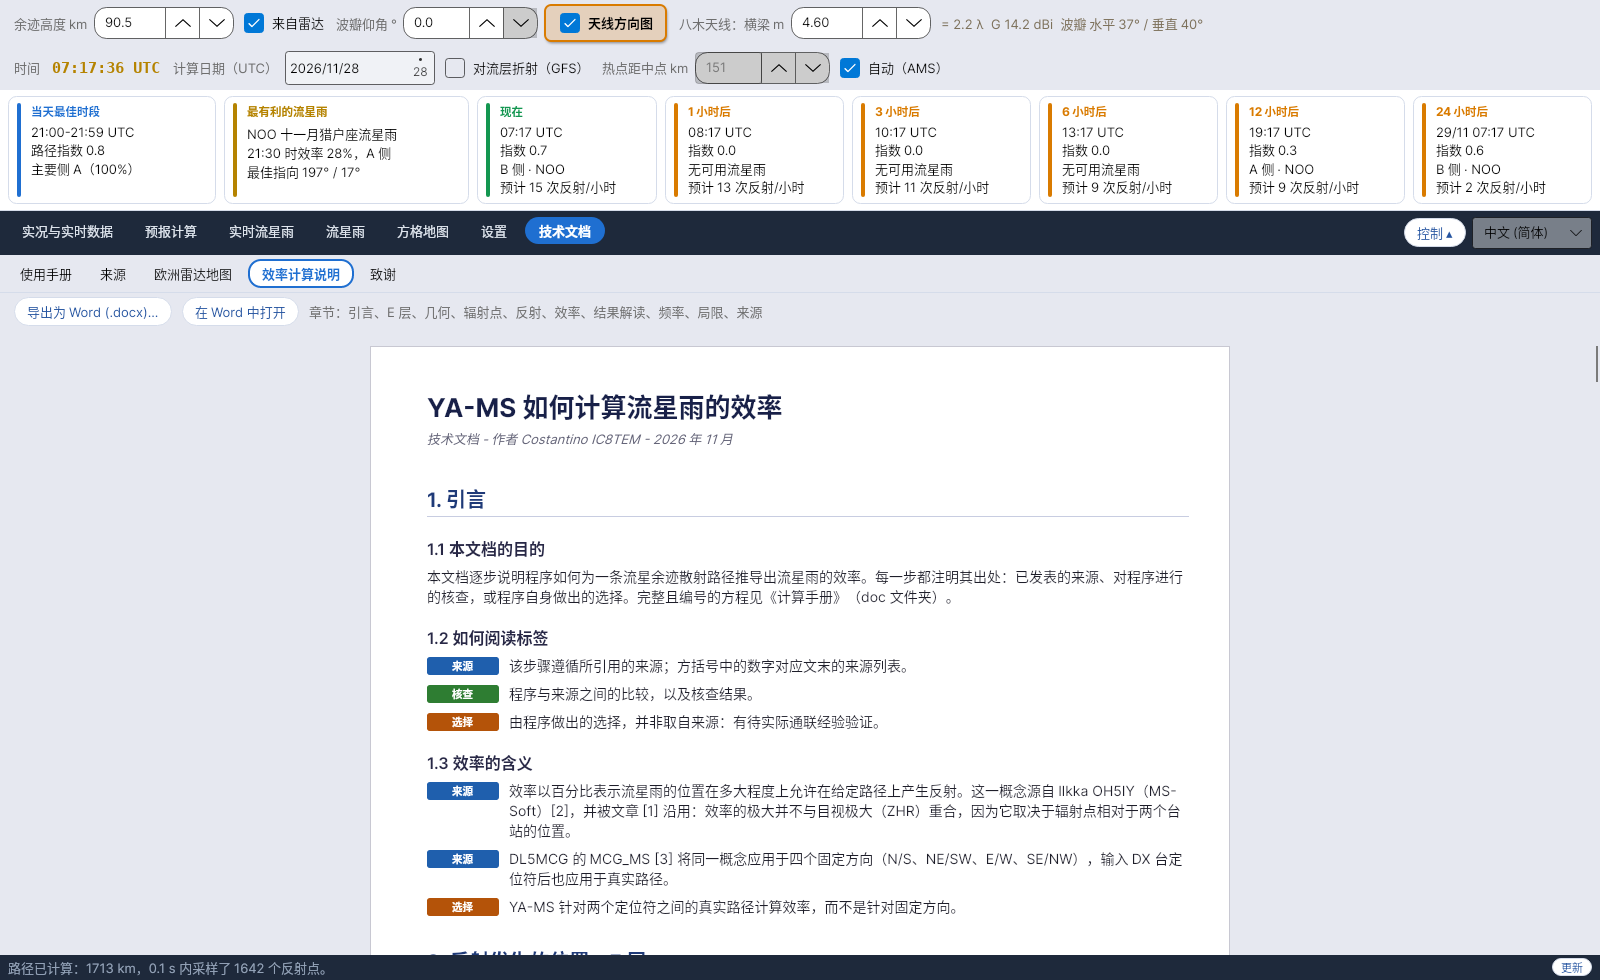 余迹高度 km 90.5 来自雷达 波瓣仰角 ° 0.0 天线方向图 八木天线：横梁 m 4.60 = 2.2 λ G 14.2 dBi 波瓣 水平 37° / 垂直 40°
时间 07:17:36 UTC 计算日期（UTC） 2026/11/28 28 对流层折射（GFS） 热点距中点 km 151 自动（AMS）
当天最佳时段
21:00-21:59 UTC
路径指数 0.8
主要侧 A（100%）
最有利的流星雨
NOO 十一月猎户座流星雨
21:30 时效率 28%，A 侧
最佳指向 197° / 17°
现在
07:17 UTC
指数 0.7
B 侧 · NOO
预计 15 次反射/小时
1 小时后
08:17 UTC
指数 0.0
无可用流星雨
预计 13 次反射/小时
3 小时后
10:17 UTC
指数 0.0
无可用流星雨
预计 11 次反射/小时
6 小时后
13:17 UTC
指数 0.0
无可用流星雨
预计 9 次反射/小时
12 小时后
19:17 UTC
指数 0.3
A 侧 · NOO
预计 9 次反射/小时
24 小时后
29/11 07:17 UTC
指数 0.6
B 侧 · NOO
预计 2 次反射/小时
实况与实时数据 预报计算 实时流星雨 流星雨 方格地图 设置 技术文档 控制 ▴ 中文 (简体)
使用手册 来源 欧洲雷达地图 效率计算说明 致谢
导出为 Word (.docx)... 在 Word 中打开 章节：引言、E 层、几何、辐射点、反射、效率、结果解读、频率、局限、来源
YA-MS 如何计算流星雨的效率
技术文档 - 作者 Costantino IC8TEM - 2026 年 11 月
1. 引言
1.1 本文档的目的
本文档逐步说明程序如何为一条流星余迹散射路径推导出流星雨的效率。每一步都注明其出处：已发表的来源、对程序进行
的核查，或程序自身做出的选择。完整且编号的方程见《计算手册》（doc 文件夹）。
1.2 如何阅读标签
来源 该步骤遵循所引用的来源；方括号中的数字对应文末的来源列表。
核查 程序与来源之间的比较，以及核查结果。
选择 由程序做出的选择，并非取自来源：有待实际通联经验验证。
1.3 效率的含义
来源 效率以百分比表示流星雨的位置在多大程度上允许在给定路径上产生反射。这一概念源自 Ilkka OH5IY（MS-
Soft）[2]，并被文章 [1] 沿用：效率的极大并不与目视极大（ZHR）重合，因为它取决于辐射点相对于两个台
站的位置。
来源 DL5MCG 的 MCG_MS [3] 将同一概念应用于四个固定方向（N/S、NE/SW、E/W、SE/NW），输入 DX 台定
位符后也应用于真实路径。
选择 YA-MS 针对两个定位符之间的真实路径计算效率，而不是针对固定方向。
路径已计算：1713 km，0.1 s 内采样了 1642 个反射点。 更新